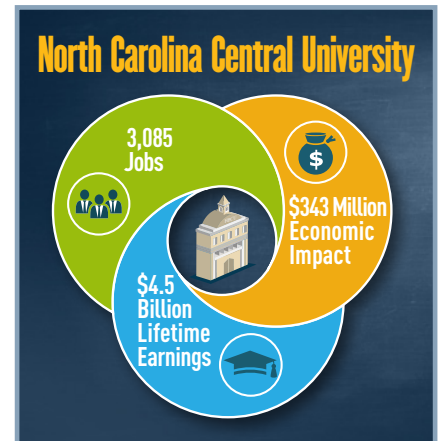 North Carolina Central University
3,085
Jobs
$
$343 Million
Economic
Impact
$4.5
Billion
Lifetime
Earnings